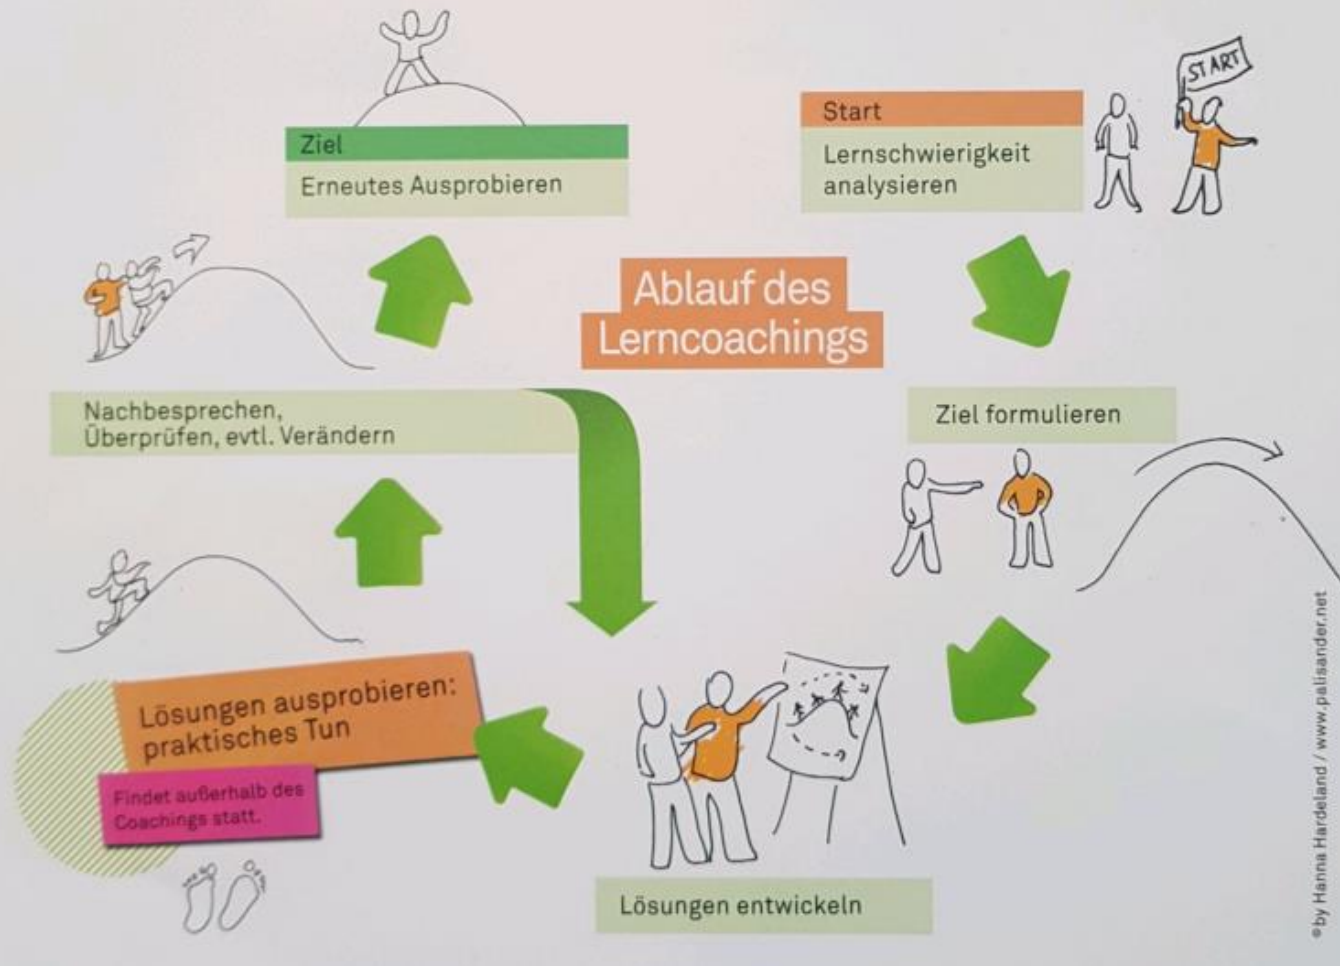 Ablauf des
Lerncoachings
Start
START
Lernschwierigkeit
analysieren
Ziel formulieren
Lösungen entwickeln
Lösungen ausprobieren:
praktisches Tun
Findet außerhalb des
Coachings statt.
Nachbesprechen,
Überprüfen, evtl. Verändern
Ziel
Erneutes Ausprobieren
©by Hanna Hardeland / www.palisander.net